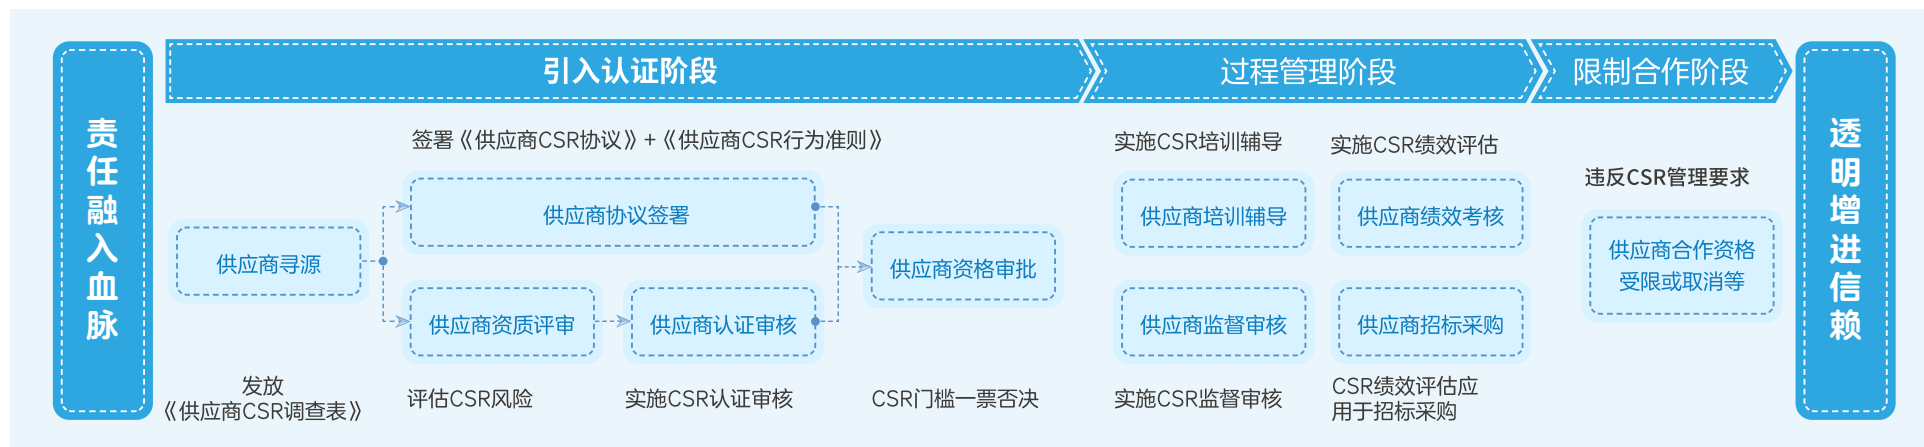 责任融入血脉
引入认证阶段
过程管理阶段
限制合作阶段
透明增进信赖
签署《供应商CSR协议》+《供应商CSR行为准则》
供应商协议签署
供应商寻源
供应商资质评审
供应商认证审核
供应商资格审批
发放
《供应商CSR调查表》
评估CSR风险
实施CSR认证审核
CSR门槛一票否决
实施CSR培训辅导
供应商培训辅导
供应商监督审核
实施CSR监督审核
实施CSR绩效评估
供应商绩效考核
供应商招标采购
CSR绩效评估应
用于招标采购
违反CSR管理要求
供应商合作资格
受限或取消等